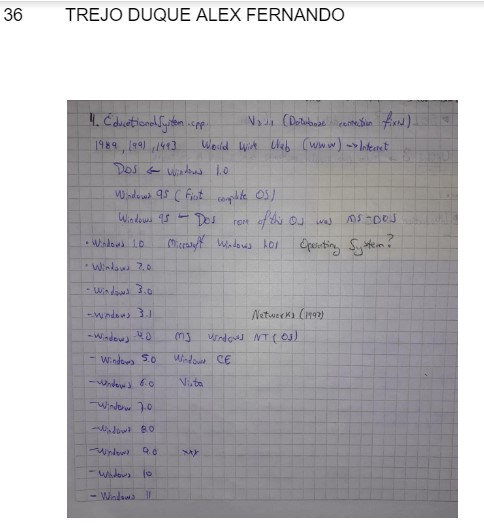 36 TREJO DUQUE ALEX FERNANDO
4. EducationalSystem.cpp V3.1.1 (Database connection fixed)
1989, 1991, 1993 World Wide Web (www) → Internet
DOS ← Windows 1.0
Windows 95 (First complete OS)
Windows 95 - DOS core of this OS was MS-DOS
• Windows 1.0 Microsoft Windows 1.01 Operating System?
• Windows 2.0
• Windows 3.0
- Windows 3.1 Networks (1992)
- Windows 4.0 MS Windows NT (OS)
- Windows 5.0 Windows CE
- Windows 6.0 Vista
- Windows 7.0
- Windows 8.0
- Windows 9.0 xxx
- Windows 10
- Windows 11